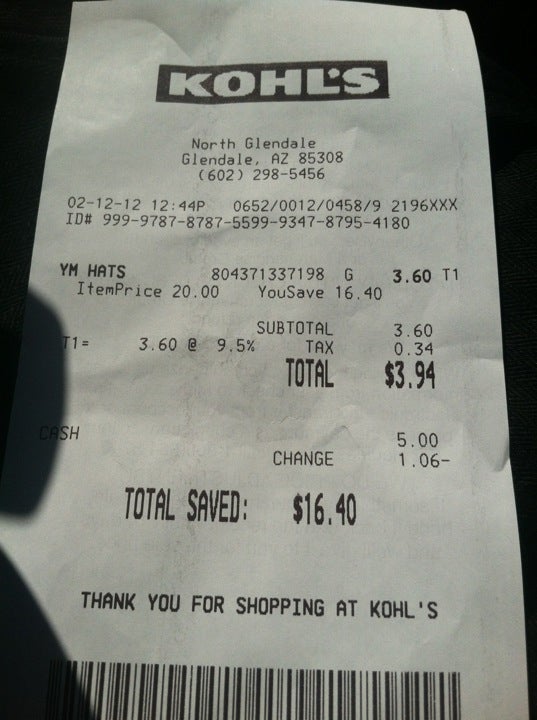 KOHL'S
North Glendale
Glendale, AZ 85308
(602) 298-5456
02-12-12 12:44P 0652/0012/0458/9 2196XXX
ID# 999-9787-8787-5599-9347-8795-4180
YM HATS 804371337198 G 3.60 T1
ItemPrice 20.00 YouSave 16.40
SUBTOTAL 3.60
T1= 3.60 @ 9.5% TAX 0.34
TOTAL $3.94
CASH 5.00
CHANGE 1.06-
TOTAL SAVED: $16.40
THANK YOU FOR SHOPPING AT KOHL'S